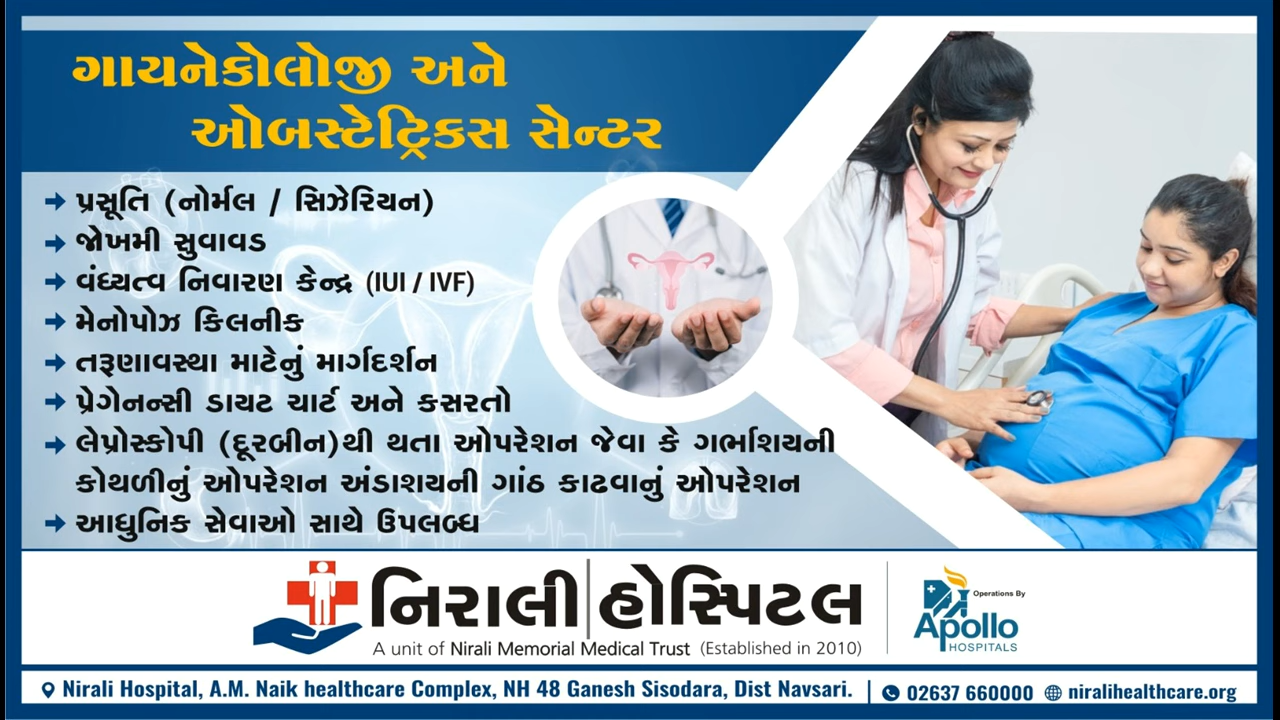 ગાયનેકોલોજી અને
ઓબસ્ટેટ્રિકસ સેન્ટર
પ્રસૂતિ (નોર્મલ / સિઝેરિયન)
જોખમી સુવાવડ
વંધ્યત્વ નિવારણ કેન્દ્ર (IUI / IVF)
મેનોપોઝ કિલનીક
તરૂણાવસ્થા માટેનું માર્ગદર્શન
પ્રેગેનન્સી ડાયટ ચાર્ટ અને કસરતો
લેપ્રોસ્કોપી (દૂરબીન)થી થતા ઓપરેશન જેવા કે ગર્ભાશયની
કોથળીનું ઓપરેશન અંડાશયની ગાંઠ કાઢવાનું ઓપરેશન
આધુનિક સેવાઓ સાથે ઉપલબ્ધ
નિરાલી હોસ્પિટલ
A unit of Nirali Memorial Medical Trust (Established in 2010)
Operations By
Apollo
HOSPITALS
Nirali Hospital, A.M. Naik healthcare Complex, NH 48 Ganesh Sisodara, Dist Navsari. | 02637 660000 niralihealthcare.org